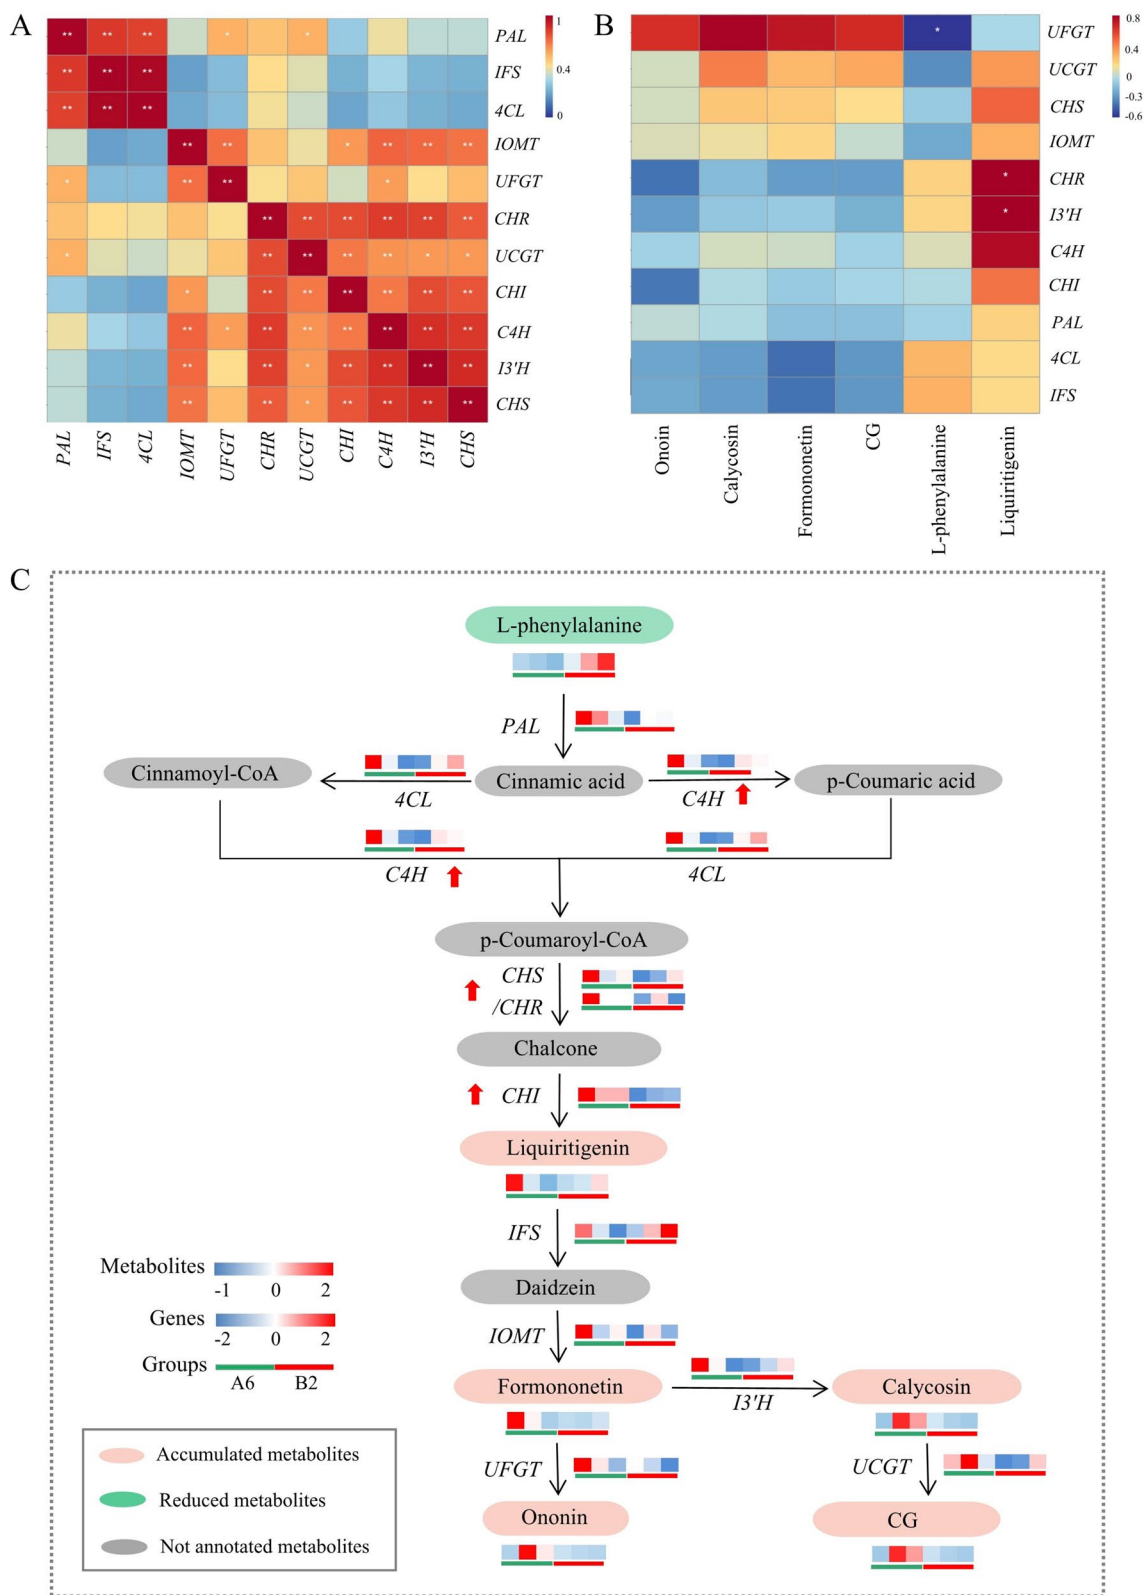 A
1
0.4
0
PAL
IFS
4CL
IOMT
UFGT
CHR
UCGT
CHI
C4H
I3'H
CHS
** ** ** * *
** ** **
** ** **
** ** * ** ** **
* ** ** *
** ** ** ** ** **
* ** ** ** ** * *
* ** ** ** ** ** **
** * ** ** ** ** ** **
** ** * ** ** ** **
** ** * ** ** ** **
PAL
IFS
4CL
IOMT
UFGT
CHR
UCGT
CHI
C4H
I3'H
CHS
B
0.8
0.4
0
-0.3
-0.6
UFGT
UCGT
CHS
IOMT
CHR
I3'H
C4H
CHI
PAL
4CL
IFS
*
*
*
Onoin
Calycosin
Formononetin
CG
L-phenylalanine
Liquiritigenin
C
L-phenylalanine
PAL
Cinnamoyl-CoA
4CL
Cinnamic acid
C4H
p-Coumaric acid
C4H
4CL
p-Coumaroyl-CoA
CHS
/CHR
Chalcone
CHI
Liquiritigenin
IFS
Daidzein
IOMT
Formononetin
I3'H
Calycosin
UFGT
UCGT
Ononin
CG
Metabolites
-1 0 2
Genes
-2 0 2
Groups
A6 B2
Accumulated metabolites
Reduced metabolites
Not annotated metabolites